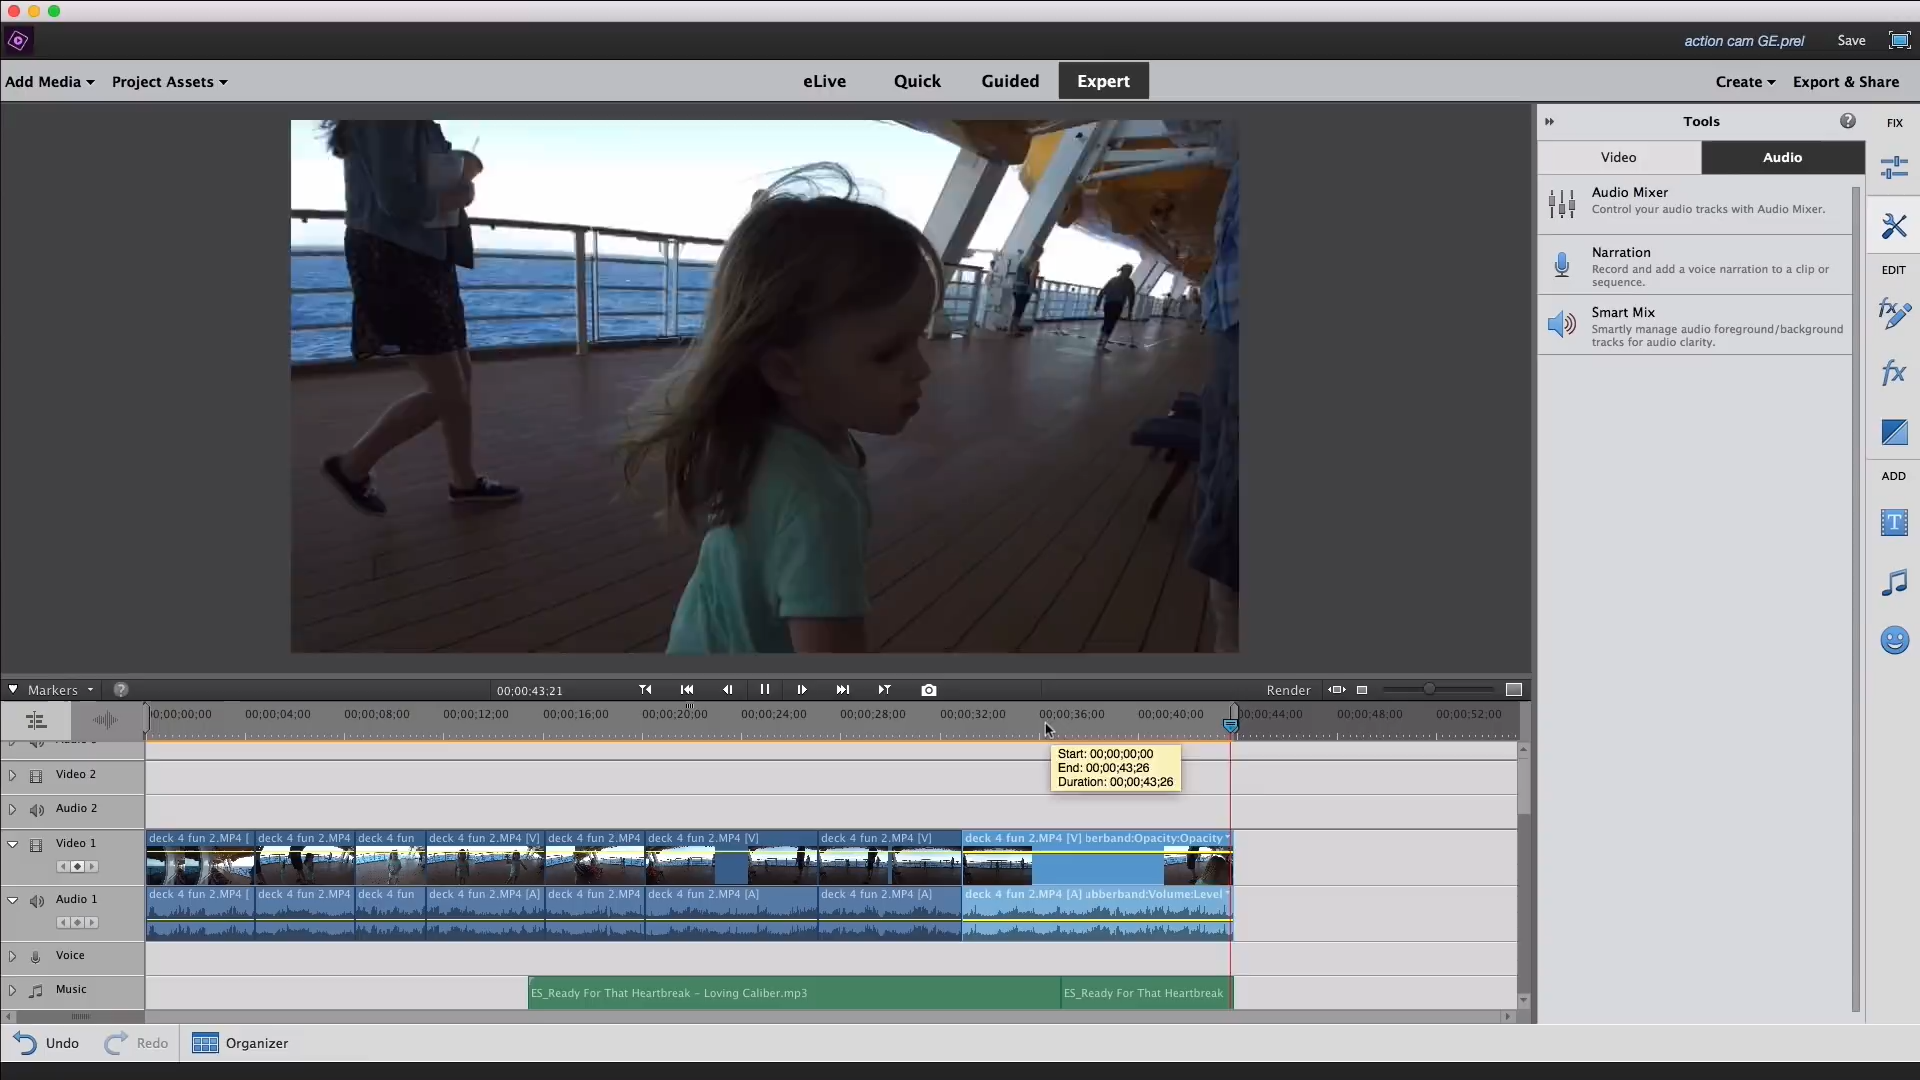 action cam GE.prel
Save
Add Media
Project Assets
eLive
Quick
Guided
Expert
Create
Export & Share
Tools
FIX
Video
Audio
Audio Mixer
Control your audio tracks with Audio Mixer.
Narration
Record and add a voice narration to a clip or
sequence.
Smart Mix
Smartly manage audio foreground/background
tracks for audio clarity.
EDIT
ADD
Markers
00;00;43;21
Render
00;00;04;00
00;00;08;00
00;00;12;00
00;00;16;00
00;00;20;00
00;00;24;00
00;00;28;00
00;00;32;00
00;00;36;00
00;00;40;00
00;00;44;00
00;00;48;00
00;00;52;00
Start: 00;00;00;00
End: 00;00;43;26
Duration: 00;00;43;26
Video 2
Audio 2
Video 1
deck 4 fun 2.MP4 [
deck 4 fun 2.MP4
deck 4 fun
deck 4 fun 2.MP4 [V]
deck 4 fun 2.MP4
deck 4 fun 2.MP4 [V]
deck 4 fun 2.MP4 [V]
deck 4 fun 2.MP4 [V] berband:Opacity:Opacity
Audio 1
deck 4 fun 2.MP4 [
deck 4 fun 2.MP4
deck 4 fun
deck 4 fun 2.MP4 [A]
deck 4 fun 2.MP4
deck 4 fun 2.MP4 [A]
deck 4 fun 2.MP4 [A]
deck 4 fun 2.MP4 [A] ubberband:Volume:Level
Voice
Music
ES_Ready For That Heartbreak - Loving Caliber.mp3
ES_Ready For That Heartbreak
Undo
Redo
Organizer